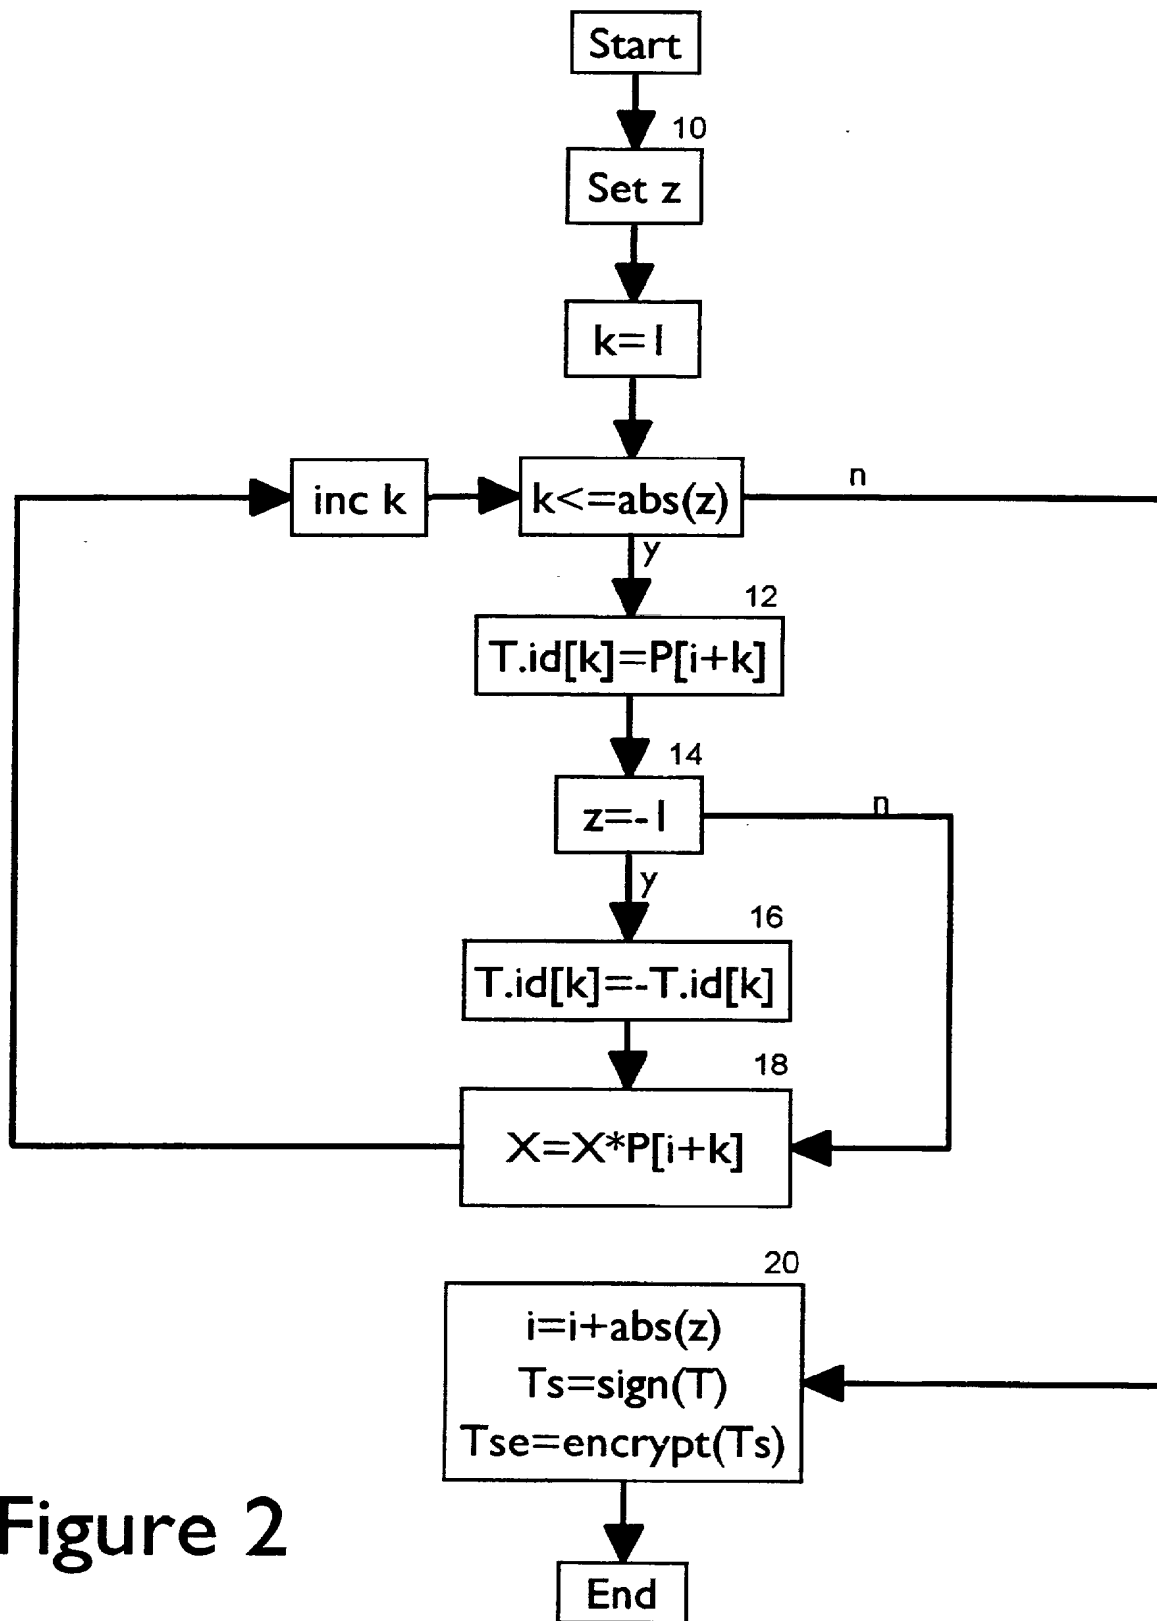 Start
10
Set z
k=1
inc k
k<=abs(z)
n
y
12
T.id[k]=P[i+k]
14
z=-1
n
y
16
T.id[k]=-T.id[k]
18
X=X*P[i+k]
20
i=i+abs(z)
Ts=sign(T)
Tse=encrypt(Ts)
Figure 2
End